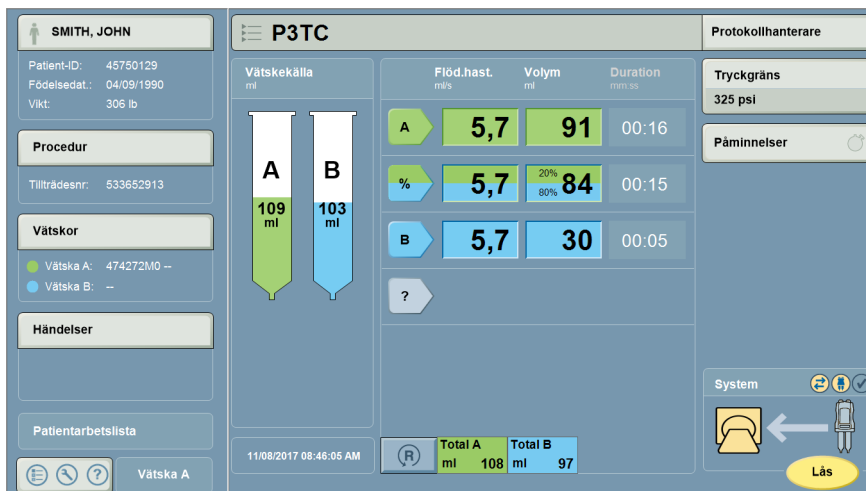 SMITH, JOHN
Patient-ID: 45750129
Födelsedat.: 04/09/1990
Vikt: 306 lb
Procedur
Tillträdesnr: 533652913
Vätskor
Vätska A: 474272M0 --
Vätska B: --
Händelser
Patientarbetslista
?
Vätska A
P3TC
Vätskekälla
ml
A
109
ml
B
103
ml
11/08/2017 08:46:05 AM
Flöd.hast. Volym Duration
ml/s ml mm:ss
A 5,7 91 00:16
% 5,7 20% 80% 84 00:15
B 5,7 30 00:05
?
R
Total A
ml 108
Total B
ml 97
Protokollhanterare
Tryckgräns
325 psi
Påminnelser
System
Lås